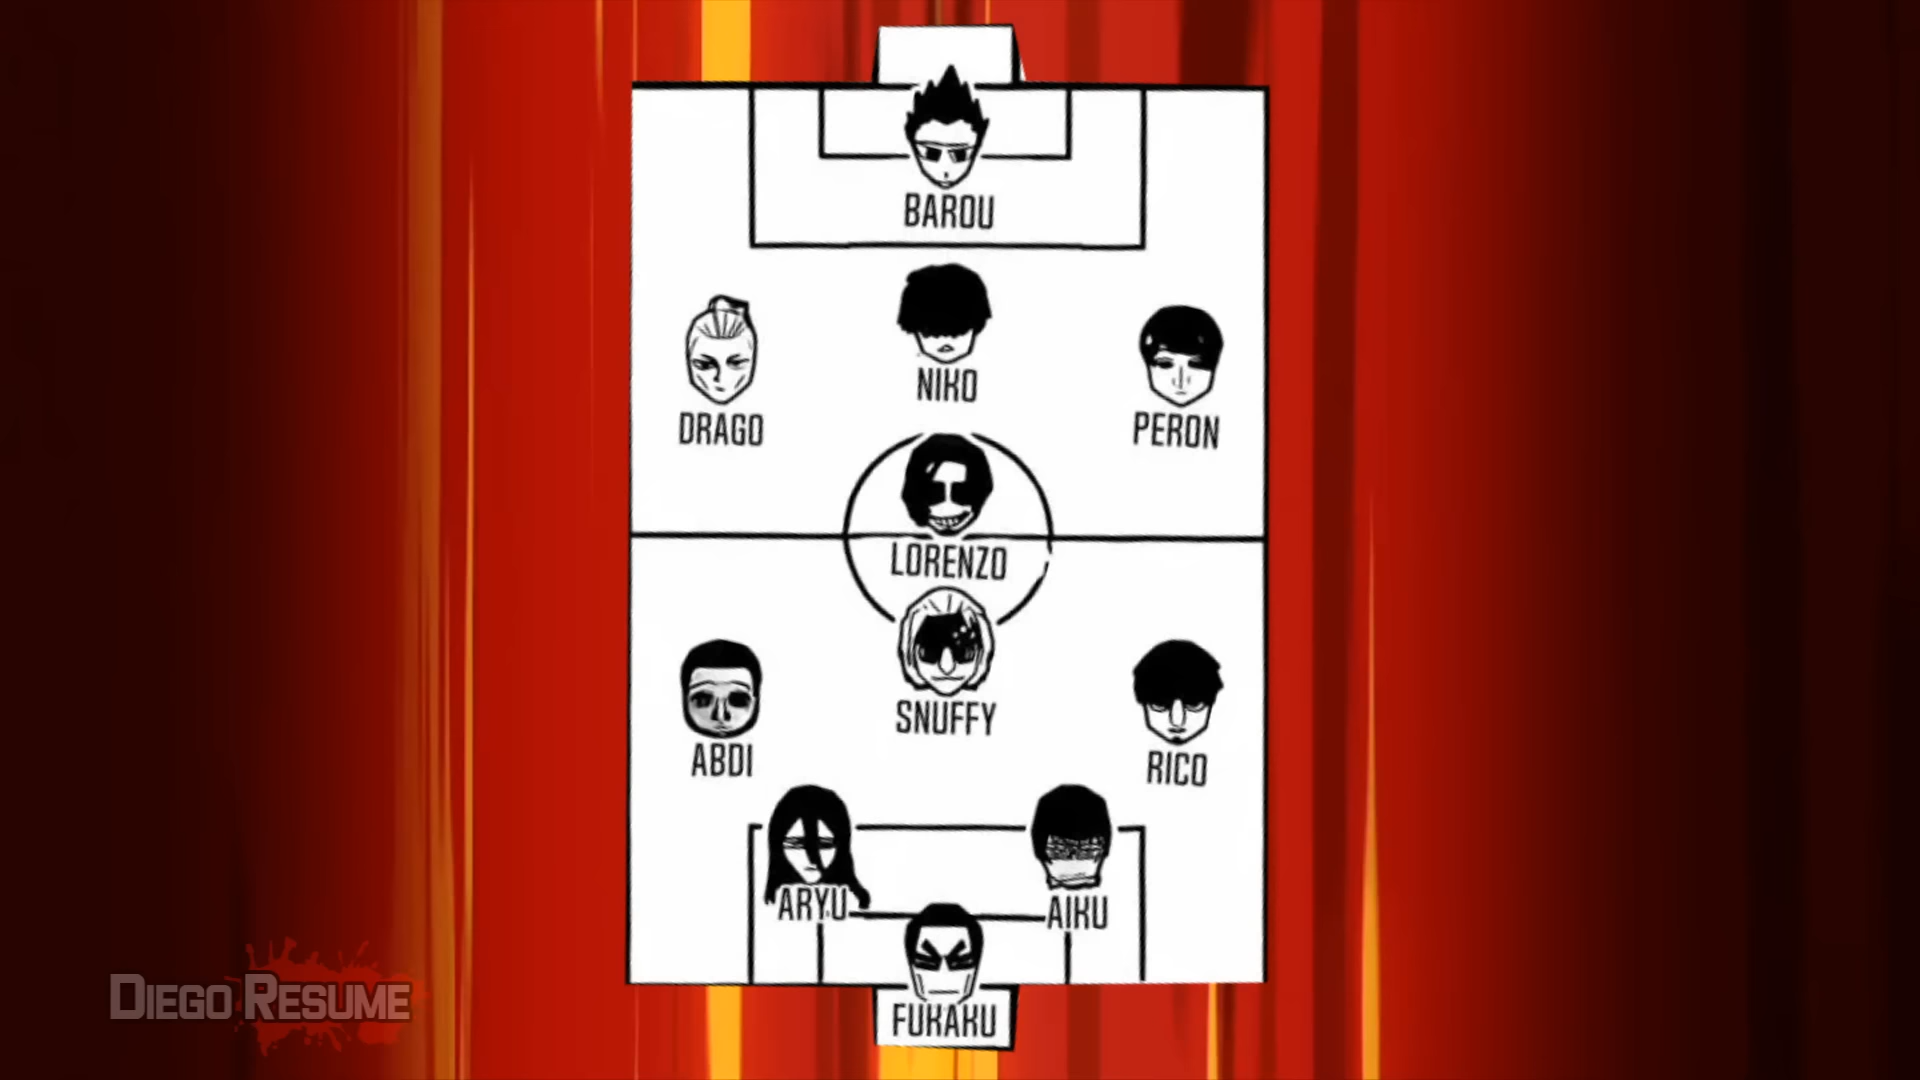 BAROU
NIKO
DRAGO
PERON
LORENZO
SNUFFY
ABDI
RICO
ARYU
AIKU
FUKAKU
DIEGO RESUME